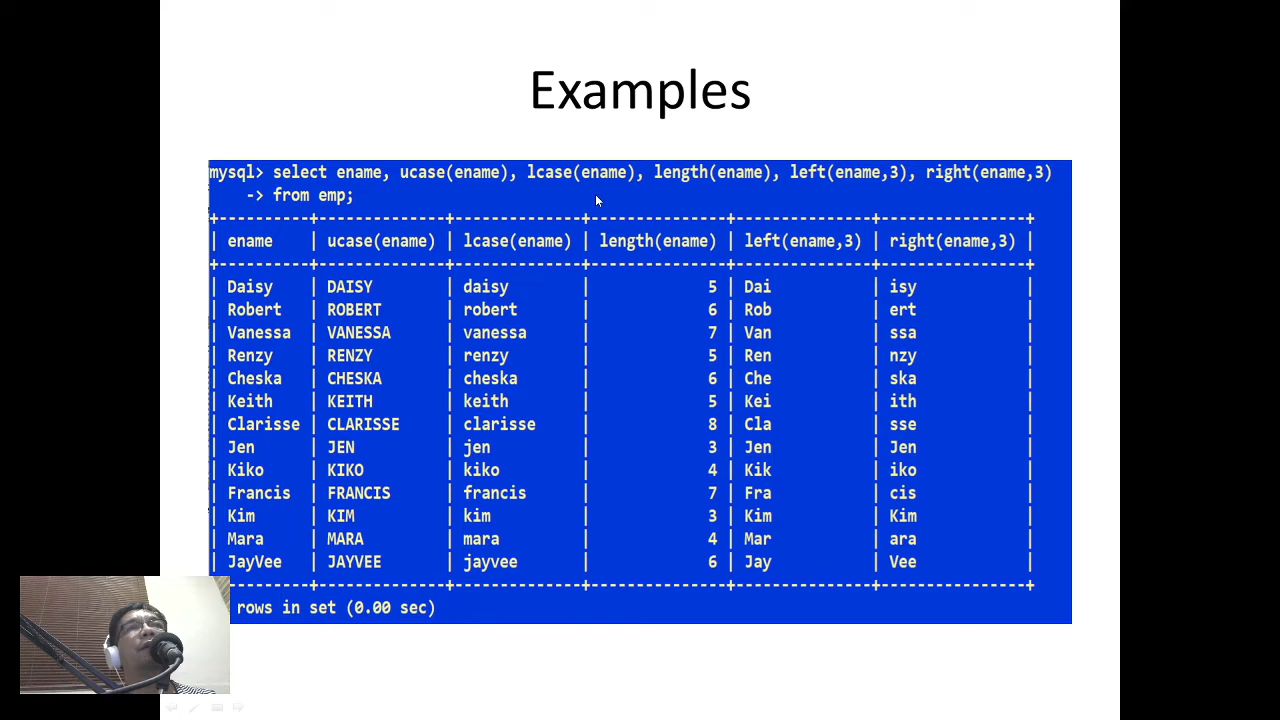 Examples
mysql> select ename, ucase(ename), lcase(ename), length(ename), left(ename,3), right(ename,3)
-> from emp;
+----------+--------------+--------------+---------------+---------------+----------------+
| ename | ucase(ename) | lcase(ename) | length(ename) | left(ename,3) | right(ename,3) |
+----------+--------------+--------------+---------------+---------------+----------------+
| Daisy | DAISY | daisy | 5 | Dai | isy |
| Robert | ROBERT | robert | 6 | Rob | ert |
| Vanessa | VANESSA | vanessa | 7 | Van | ssa |
| Renzy | RENZY | renzy | 5 | Ren | nzy |
| Cheska | CHESKA | cheska | 6 | Che | ska |
| Keith | KEITH | keith | 5 | Kei | ith |
| Clarisse | CLARISSE | clarisse | 8 | Cla | sse |
| Jen | JEN | jen | 3 | Jen | Jen |
| Kiko | KIKO | kiko | 4 | Kik | iko |
| Francis | FRANCIS | francis | 7 | Fra | cis |
| Kim | KIM | kim | 3 | Kim | Kim |
| Mara | MARA | mara | 4 | Mar | ara |
| JayVee | JAYVEE | jayvee | 6 | Jay | Vee |
+----------+--------------+--------------+---------------+---------------+----------------+
rows in set (0.00 sec)